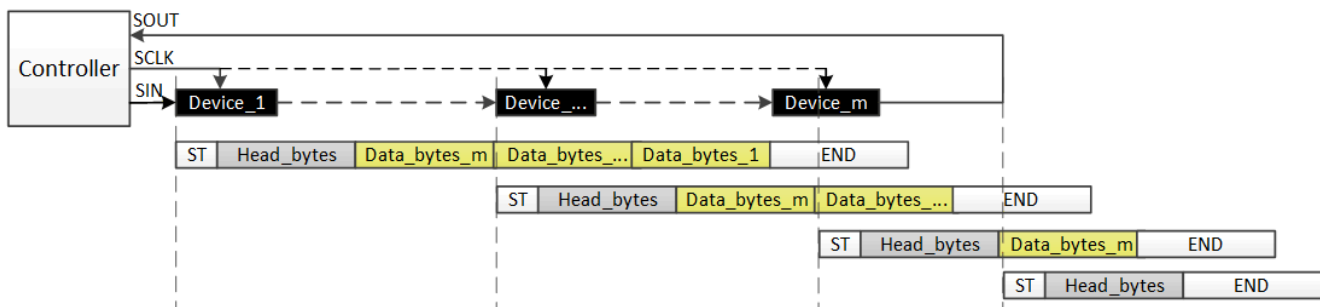 SOUT
Controller
SCLK
SIN
Device_1 Device_... Device_m
ST Head_bytes Data_bytes_m Data_bytes_... Data_bytes_1 END
ST Head_bytes Data_bytes_m Data_bytes_... END
ST Head_bytes Data_bytes_m END
ST Head_bytes END